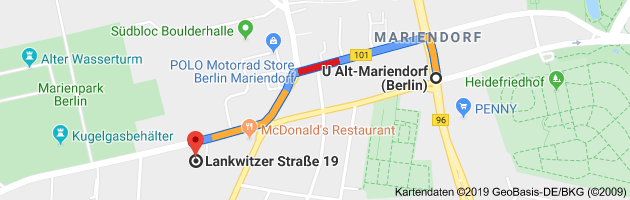 Südbloc Boulderhalle
101
MARIENDORF
Alter Wasserturm
POLO Motorrad Store
Berlin Mariendorf
U Alt-Mariendorf
(Berlin)
Heidefriedhof
Marienpark
Berlin
PENNY
96
Kugelgasbehälter
McDonald's Restaurant
Lankwitzer Straße 19
Kartendaten ©2019 GeoBasis-DE/BKG (©2009)